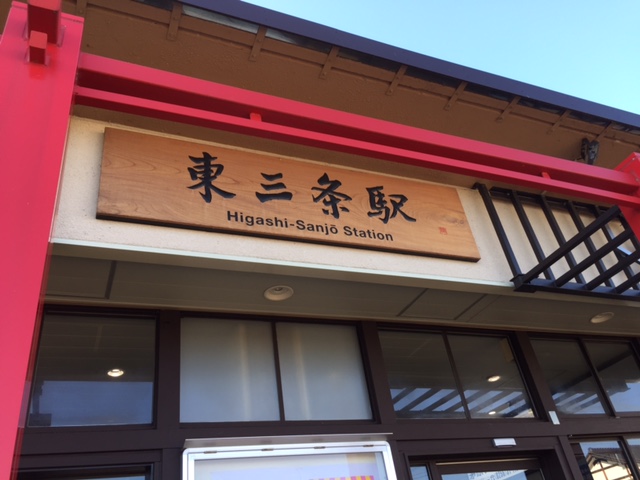 東三条駅
Higashi-Sanjō Station